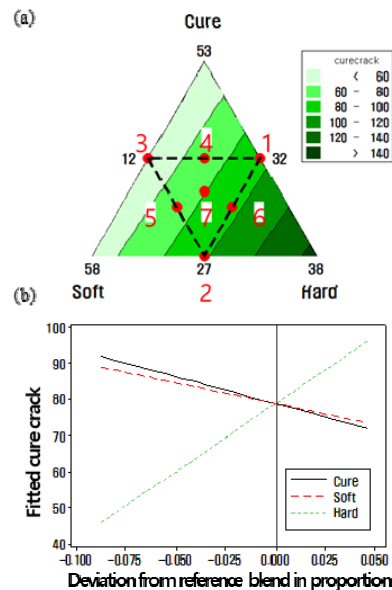 (a)
Cure
53
curecrack
< 60
60 - 80
80 - 100
100 - 120
120 - 140
> 140
3 4 1
12 32
5 7 6
58 27 38
Soft Hard
2
(b)
100
90
80
70
60
50
40
Fitted cure crack
Cure
Soft
Hard
-0.100 -0.075 -0.050 -0.025 0.000 0.025 0.050
Deviation from reference blend in proportion